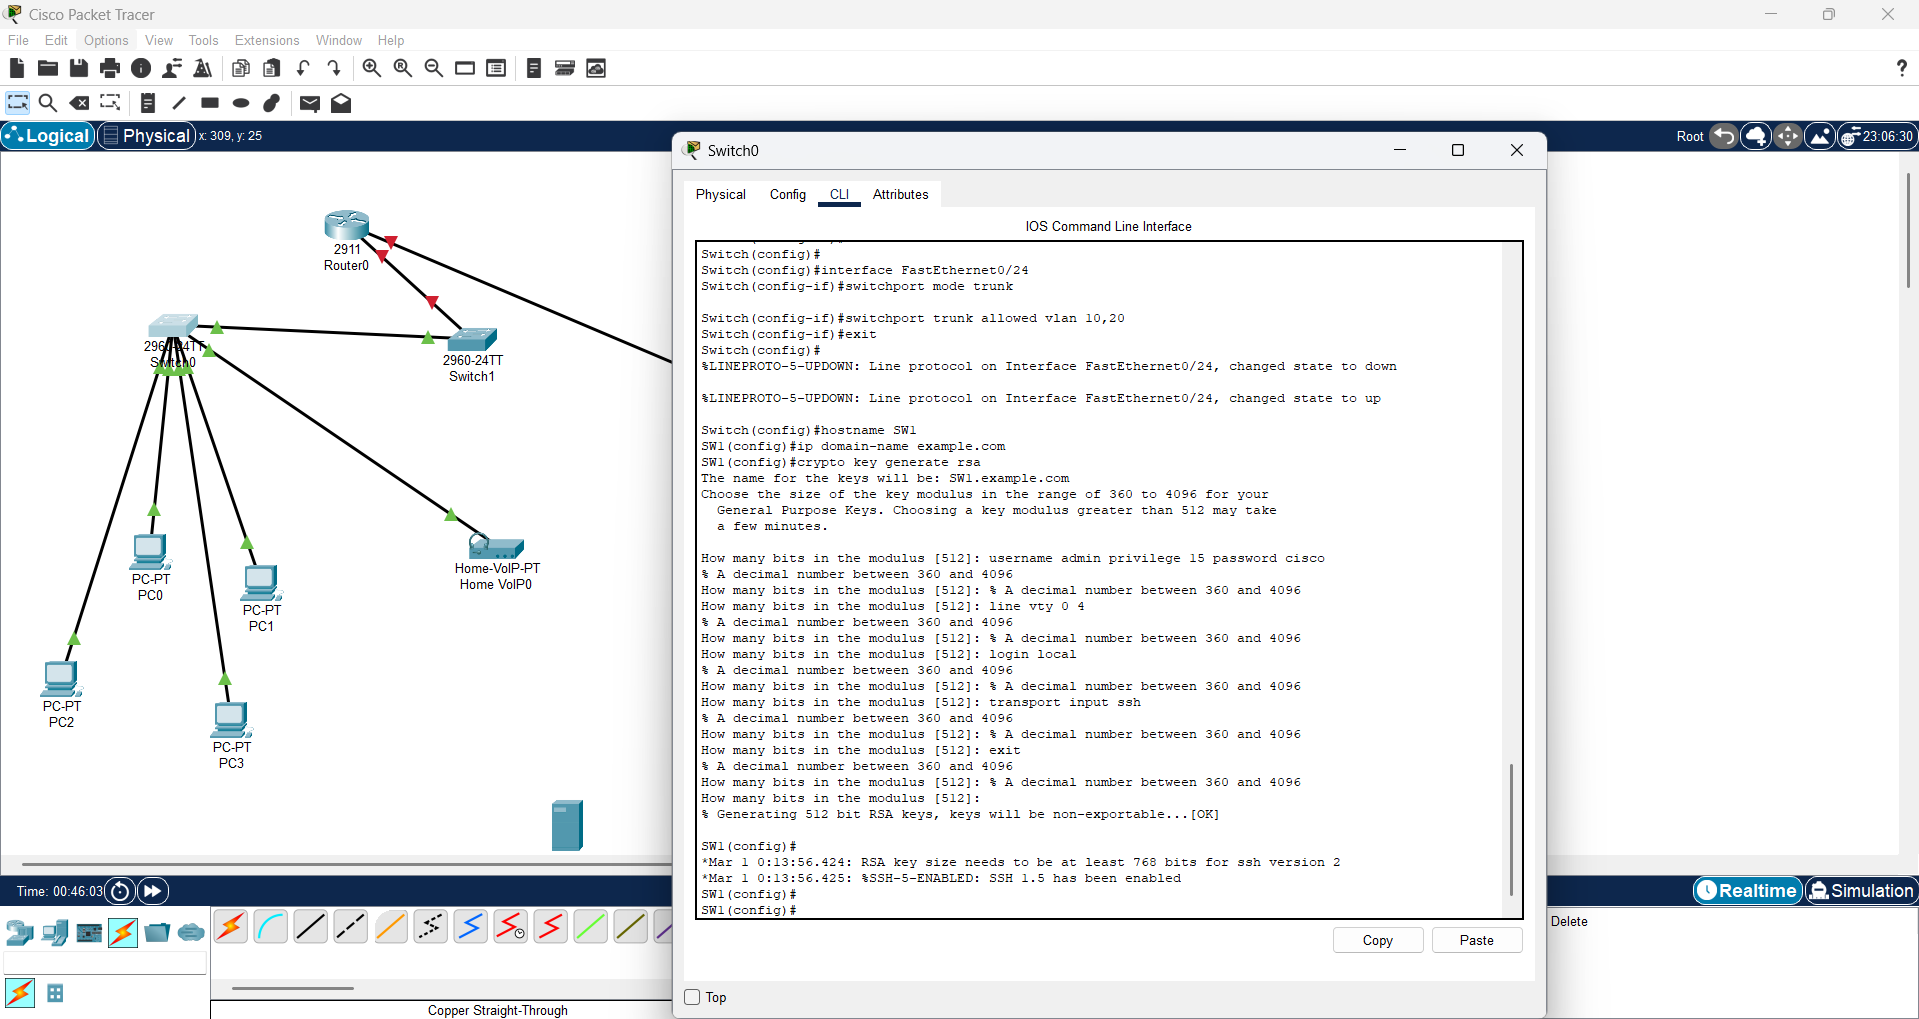 Cisco Packet Tracer
File Edit Options View Tools Extensions Window Help
Logical Physical x: 309, y: 25 Root 23:06:30
2911
Router0
2960-24TT
Switch0
2960-24TT
Switch1
Home-VoIP-PT
Home VoIP0
PC-PT
PC0
PC-PT
PC1
PC-PT
PC2
PC-PT
PC3
Switch0
Physical Config CLI Attributes
IOS Command Line Interface
Switch(config)#
Switch(config)#interface FastEthernet0/24
Switch(config-if)#switchport mode trunk
Switch(config-if)#switchport trunk allowed vlan 10,20
Switch(config-if)#exit
Switch(config)#
%LINEPROTO-5-UPDOWN: Line protocol on Interface FastEthernet0/24, changed state to down
%LINEPROTO-5-UPDOWN: Line protocol on Interface FastEthernet0/24, changed state to up
Switch(config)#hostname SW1
SW1(config)#ip domain-name example.com
SW1(config)#crypto key generate rsa
The name for the keys will be: SW1.example.com
Choose the size of the key modulus in the range of 360 to 4096 for your
General Purpose Keys. Choosing a key modulus greater than 512 may take
a few minutes.
How many bits in the modulus [512]: username admin privilege 15 password cisco
% A decimal number between 360 and 4096
How many bits in the modulus [512]: % A decimal number between 360 and 4096
How many bits in the modulus [512]: line vty 0 4
% A decimal number between 360 and 4096
How many bits in the modulus [512]: % A decimal number between 360 and 4096
How many bits in the modulus [512]: login local
% A decimal number between 360 and 4096
How many bits in the modulus [512]: % A decimal number between 360 and 4096
How many bits in the modulus [512]: transport input ssh
% A decimal number between 360 and 4096
How many bits in the modulus [512]: % A decimal number between 360 and 4096
How many bits in the modulus [512]: exit
% A decimal number between 360 and 4096
How many bits in the modulus [512]: % A decimal number between 360 and 4096
How many bits in the modulus [512]:
% Generating 512 bit RSA keys, keys will be non-exportable...[OK]
SW1(config)#
*Mar 1 0:13:56.424: RSA key size needs to be at least 768 bits for ssh version 2
*Mar 1 0:13:56.425: %SSH-5-ENABLED: SSH 1.5 has been enabled
SW1(config)#
SW1(config)#
Copy Paste
Top
Time: 00:46:03
Realtime Simulation
Delete
Copper Straight-Through